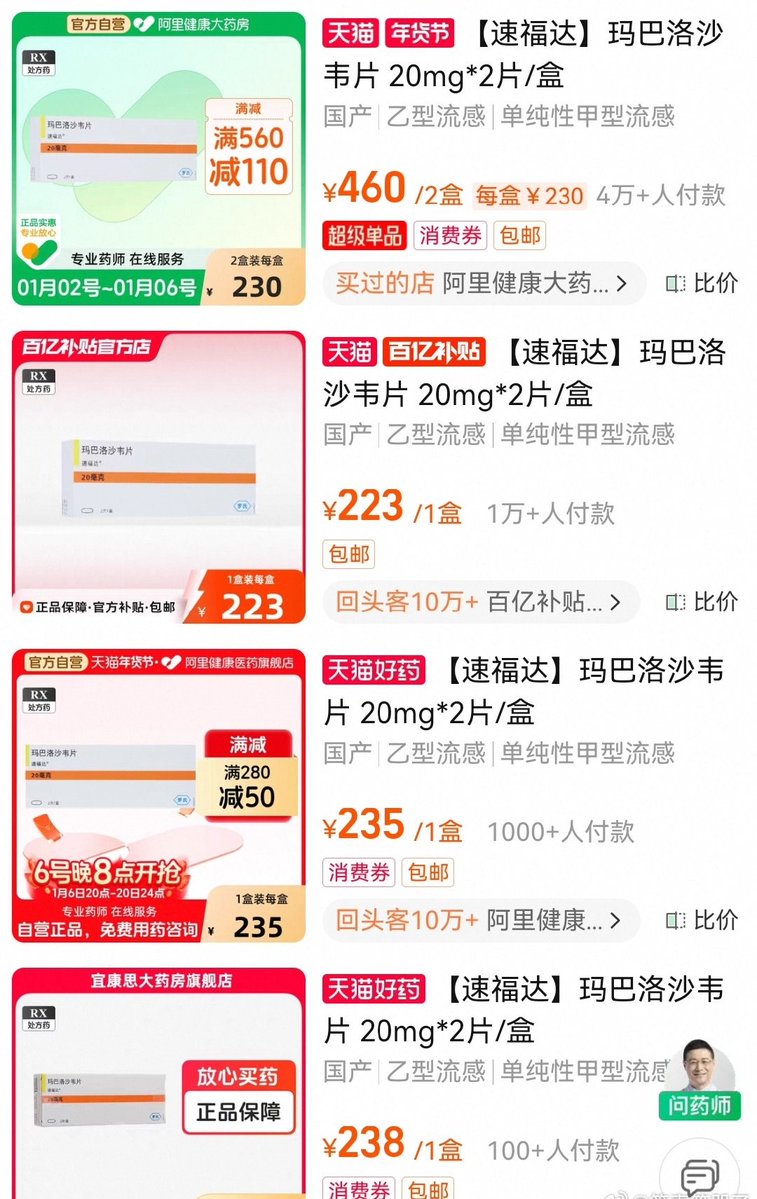 官方自营 阿里健康大药房
RX
处方药
玛巴洛沙韦片
速福达
20毫克
罗氏
满减
满560
减110
正品实惠
专业放心
专业药师 在线服务
01月02号~01月06号
2盒装每盒
¥ 230
天猫 年货节 【速福达】玛巴洛沙
韦片 20mg*2片/盒
国产|乙型流感|单纯性甲型流感
¥460 /2盒 每盒¥230 4万+人付款
超级单品 消费券 包邮
买过的店 阿里健康大药... > 比价
百亿补贴官方店
RX
处方药
玛巴洛沙韦片
速福达
20毫克
罗氏
正品保障·官方补贴·包邮
1盒装每盒
¥ 223
天猫 百亿补贴 【速福达】玛巴洛
沙韦片 20mg*2片/盒
国产|乙型流感|单纯性甲型流感
¥223 /1盒 1万+人付款
包邮
回头客10万+ 百亿补贴... > 比价
官方自营 天猫年货节· 阿里健康医药旗舰店
RX
处方药
玛巴洛沙韦片
速福达
20毫克
罗氏
满减
满280
减50
6号晚8点开抢
1月6日20点-20日24点
专业药师 在线服务
自营正品，免费用药咨询
1盒装每盒
¥ 235
天猫好药 【速福达】玛巴洛沙韦
片 20mg*2片/盒
国产|乙型流感|单纯性甲型流感
¥235 /1盒 1000+人付款
消费券 包邮
回头客10万+ 阿里健康... > 比价
宜康思大药房旗舰店
RX
处方药
玛巴洛沙韦片
速福达
20毫克
放心买药
正品保障
天猫好药 【速福达】玛巴洛沙韦
片 20mg*2片/盒
国产|乙型流感|单纯性甲型流感
¥238 /1盒 100+人付款
消费券 包邮
问药师